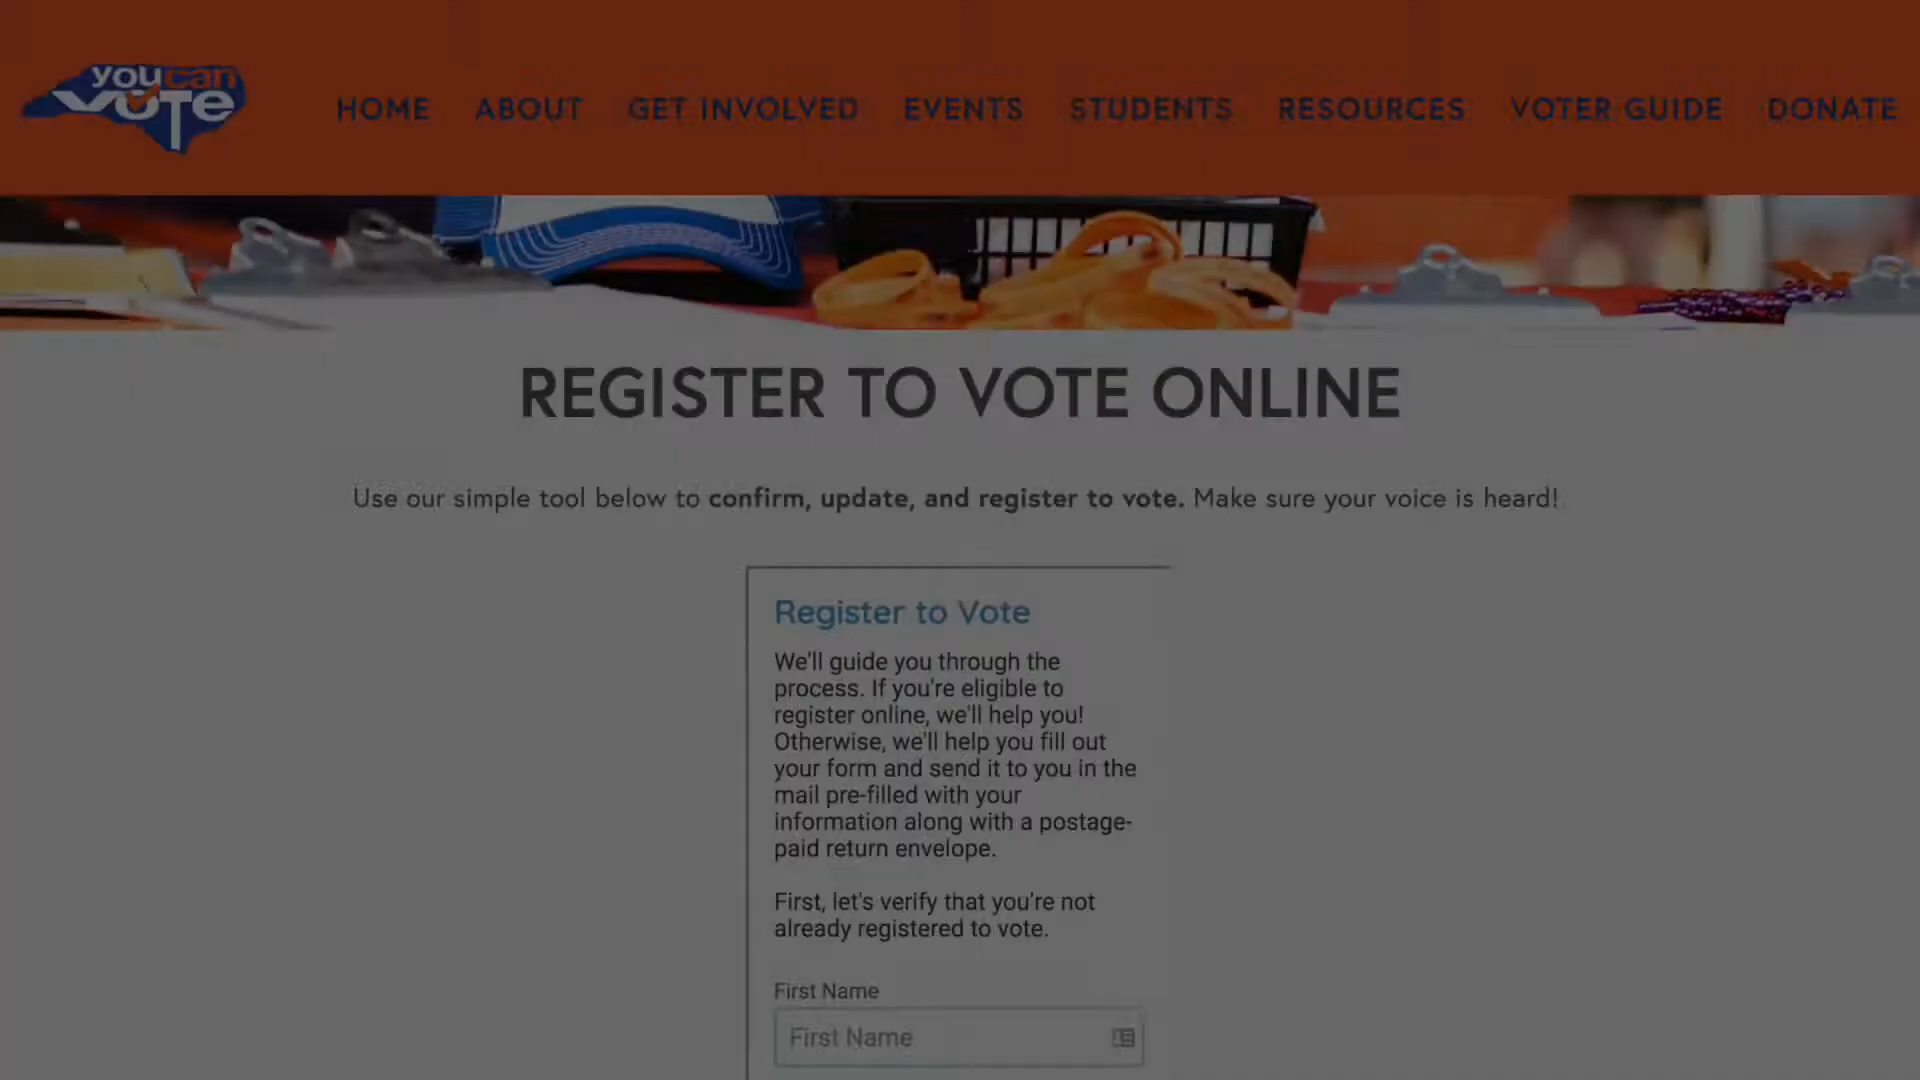 you can
vote
HOME ABOUT GET INVOLVED EVENTS STUDENTS RESOURCES VOTER GUIDE DONATE
REGISTER TO VOTE ONLINE
Use our simple tool below to confirm, update, and register to vote. Make sure your voice is heard!
Register to Vote
We'll guide you through the
process. If you're eligible to
register online, we'll help you!
Otherwise, we'll help you fill out
your form and send it to you in the
mail pre-filled with your
information along with a postage-
paid return envelope.
First, let's verify that you're not
already registered to vote.
First Name
First Name